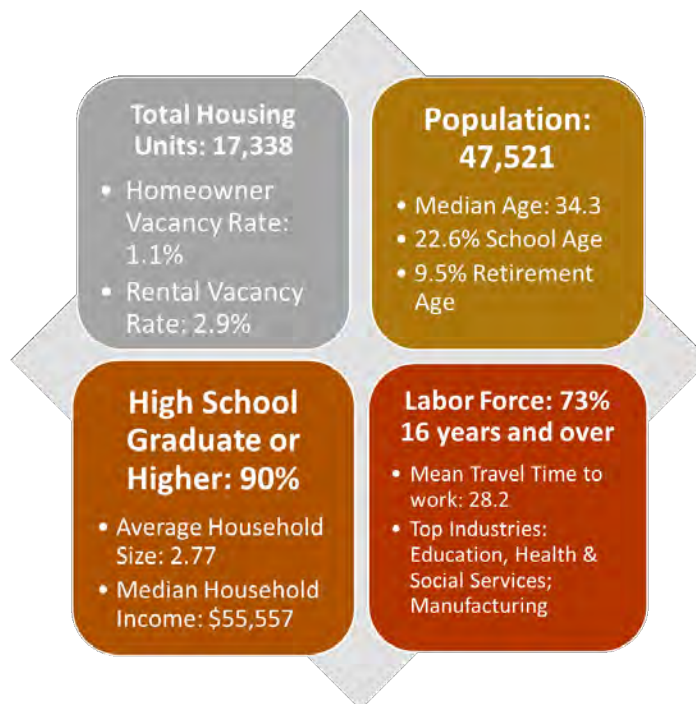 Total Housing
Units: 17,338
• Homeowner
Vacancy Rate:
1.1%
• Rental Vacancy
Rate: 2.9%
Population:
47,521
• Median Age: 34.3
• 22.6% School Age
• 9.5% Retirement
Age
High School
Graduate or
Higher: 90%
• Average Household
Size: 2.77
• Median Household
Income: $55,557
Labor Force: 73%
16 years and over
• Mean Travel Time to
work: 28.2
• Top Industries:
Education, Health &
Social Services;
Manufacturing